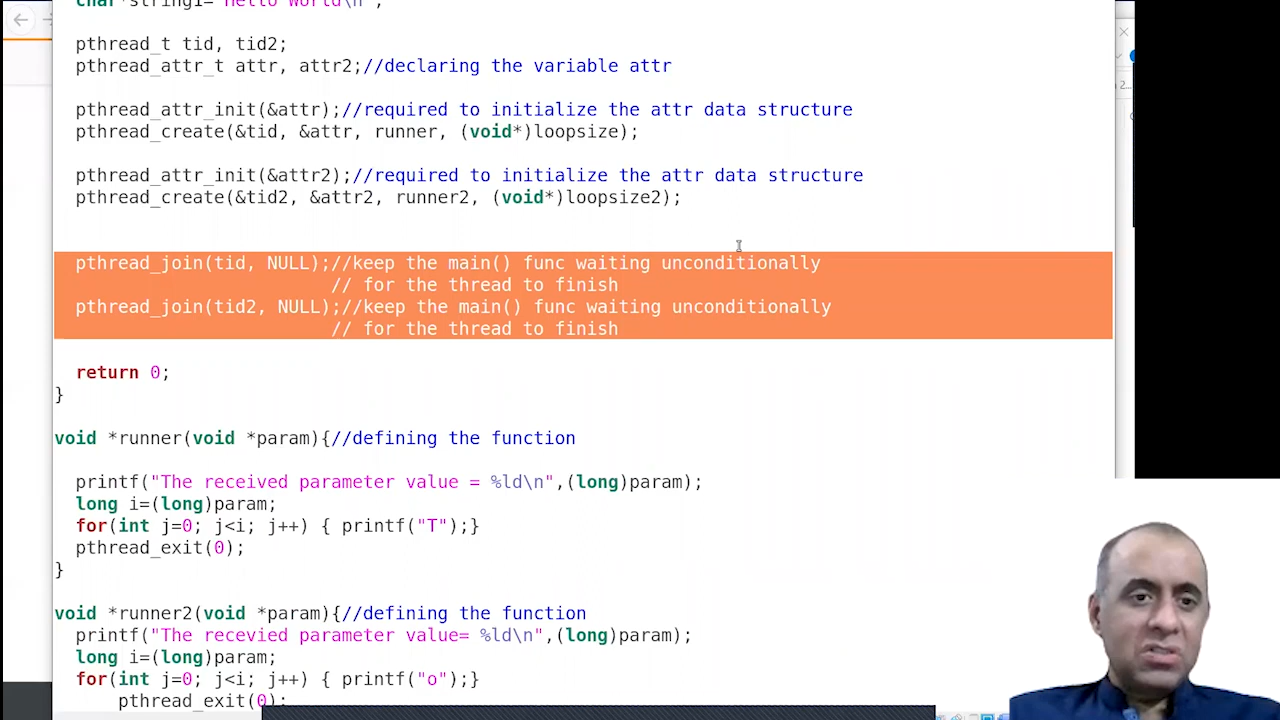 char*string1="Hello World\n";
pthread_t tid, tid2;
pthread_attr_t attr, attr2;//declaring the variable attr
pthread_attr_init(&attr);//required to initialize the attr data structure
pthread_create(&tid, &attr, runner, (void*)loopsize);
pthread_attr_init(&attr2);//required to initialize the attr data structure
pthread_create(&tid2, &attr2, runner2, (void*)loopsize2);
pthread_join(tid, NULL);//keep the main() func waiting unconditionally
// for the thread to finish
pthread_join(tid2, NULL);//keep the main() func waiting unconditionally
// for the thread to finish
return 0;
}
void *runner(void *param){//defining the function
printf("The received parameter value = %ld\n",(long)param);
long i=(long)param;
for(int j=0; j<i; j++) { printf("T");}
pthread_exit(0);
}
void *runner2(void *param){//defining the function
printf("The recevied parameter value= %ld\n",(long)param);
long i=(long)param;
for(int j=0; j<i; j++) { printf("o");}
pthread_exit(0);